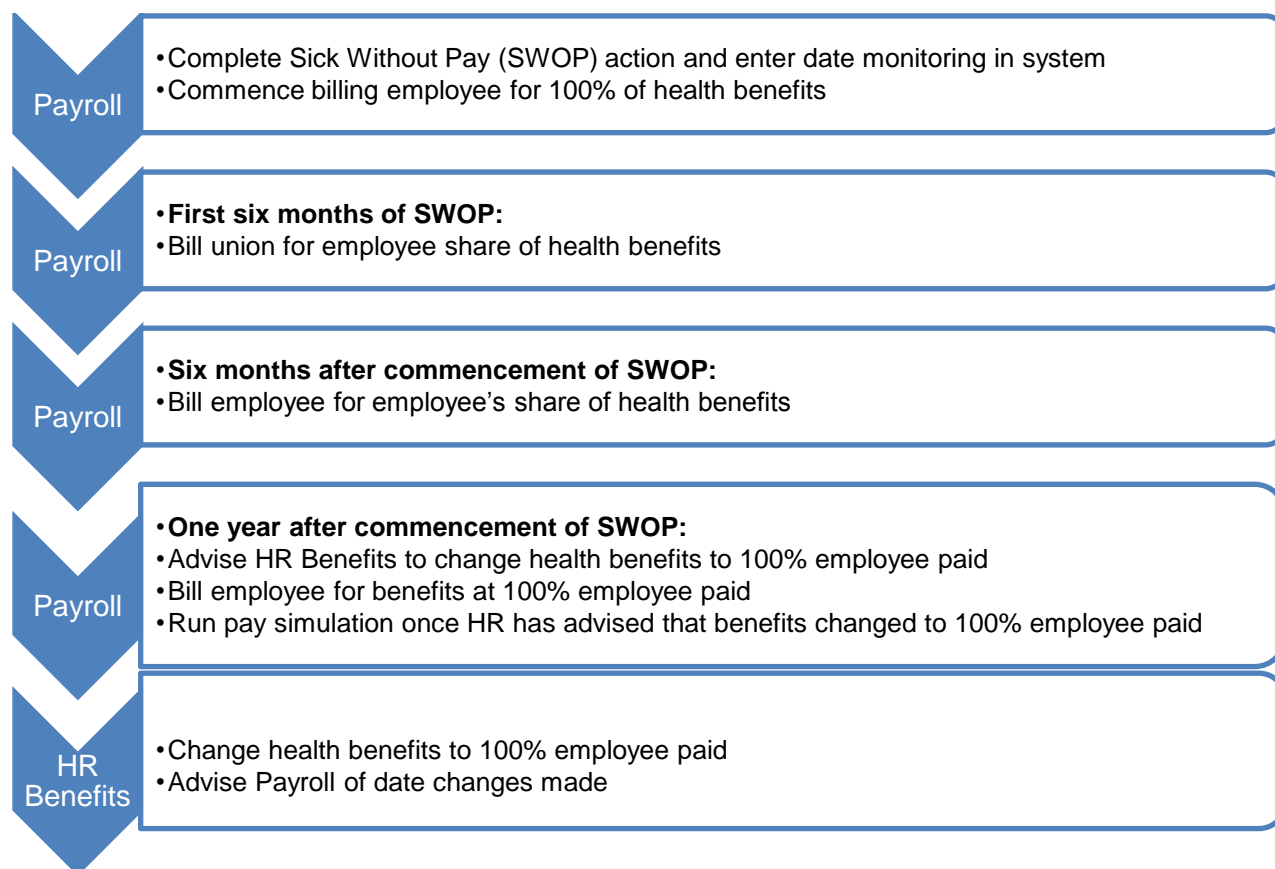 Payroll
•Complete Sick Without Pay (SWOP) action and enter date monitoring in system
•Commence billing employee for 100% of health benefits
Payroll
•First six months of SWOP:
•Bill union for employee share of health benefits
Payroll
•Six months after commencement of SWOP:
•Bill employee for employee’s share of health benefits
Payroll
•One year after commencement of SWOP:
•Advise HR Benefits to change health benefits to 100% employee paid
•Bill employee for benefits at 100% employee paid
•Run pay simulation once HR has advised that benefits changed to 100% employee paid
HR
Benefits
•Change health benefits to 100% employee paid
•Advise Payroll of date changes made